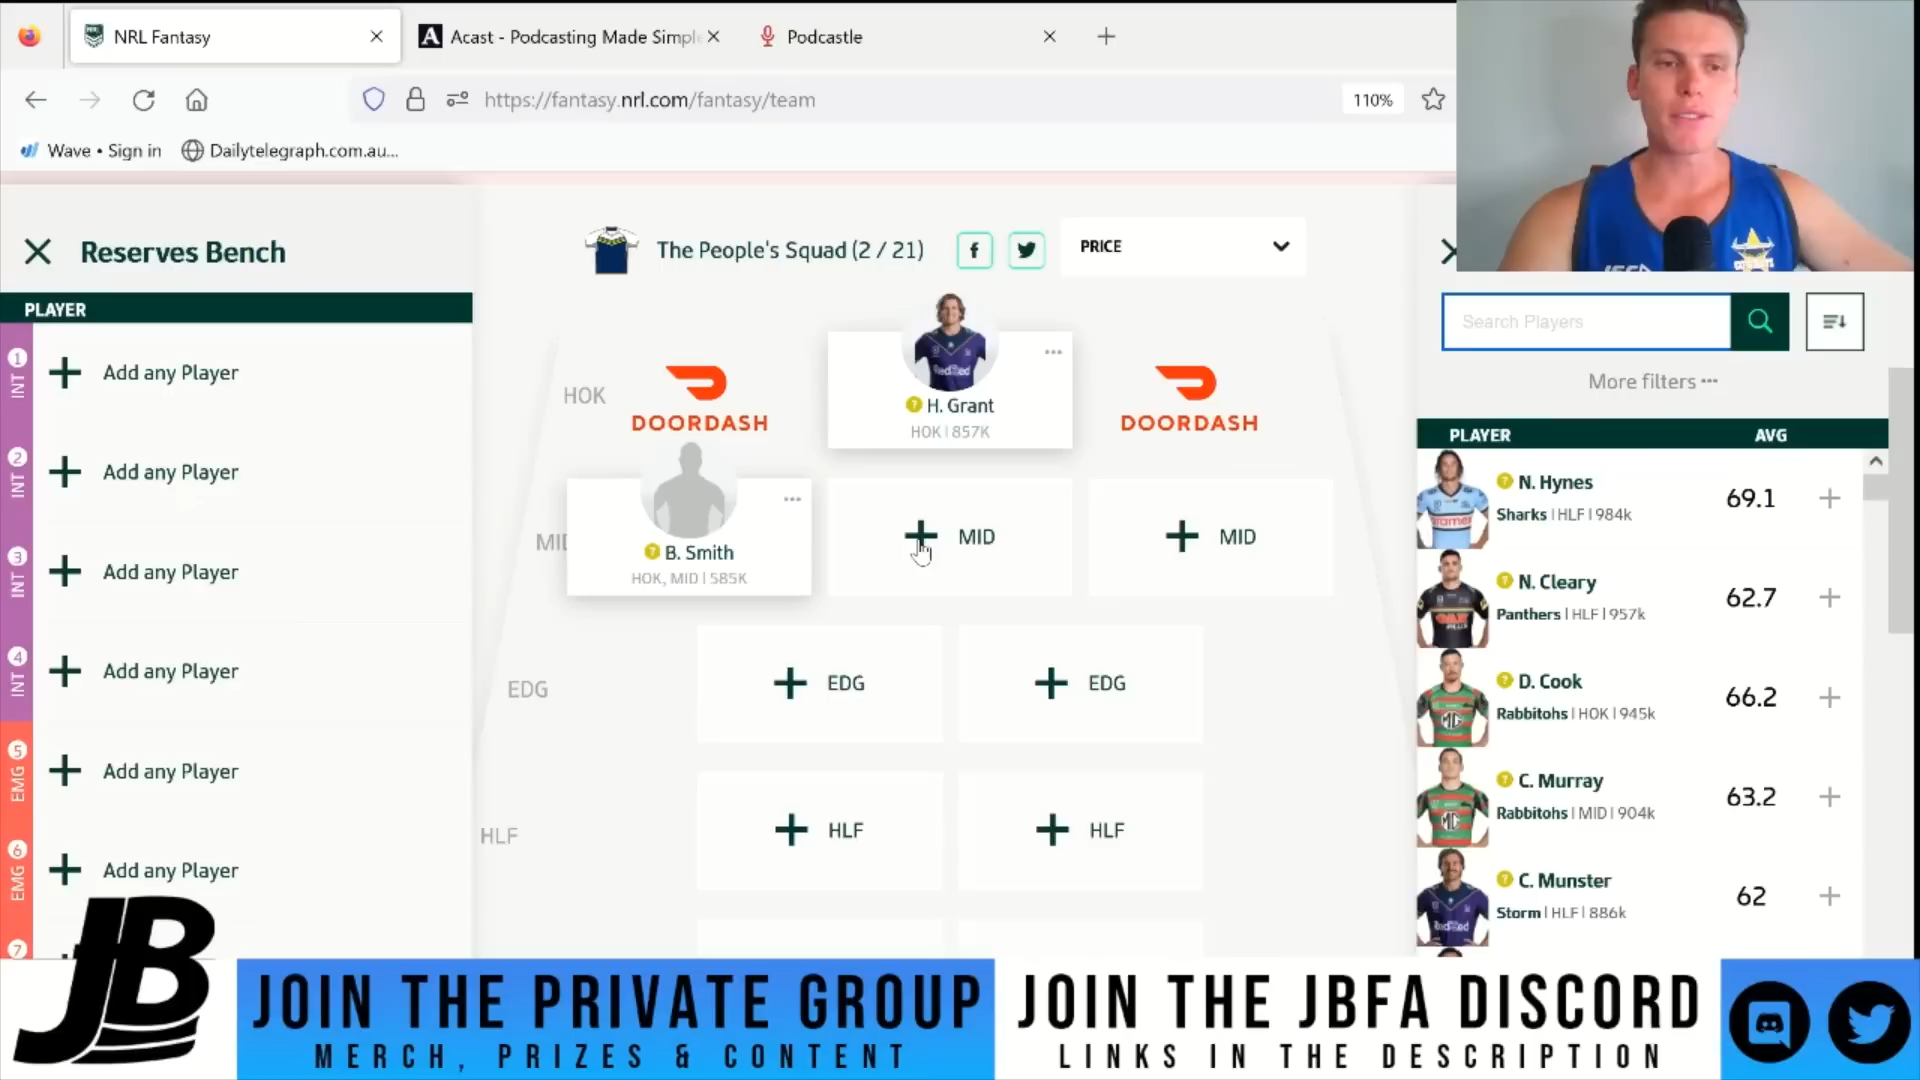 NRL Fantasy
Acast - Podcasting Made Simpl
Podcastle
https://fantasy.nrl.com/fantasy/team
110%
Wave • Sign in
Dailytelegraph.com.au...
Reserves Bench
The People's Squad (2 / 21)
PRICE
PLAYER
1 INT
Add any Player
2 INT
Add any Player
3 INT
Add any Player
4 INT
Add any Player
5 EMG
Add any Player
6 EMG
Add any Player
7
HOK
DOORDASH
H. Grant
HOK | 857K
DOORDASH
MID
B. Smith
HOK, MID | 585K
MID
MID
EDG
EDG
EDG
HLF
HLF
HLF
Search Players
More filters •••
PLAYER AVG
N. Hynes
Sharks | HLF | 984k
69.1
N. Cleary
Panthers | HLF | 957k
62.7
D. Cook
Rabbitohs | HOK | 945k
66.2
C. Murray
Rabbitohs | MID | 904k
63.2
C. Munster
Storm | HLF | 886k
62
JB
JOIN THE PRIVATE GROUP
MERCH, PRIZES & CONTENT
JOIN THE JBFA DISCORD
LINKS IN THE DESCRIPTION